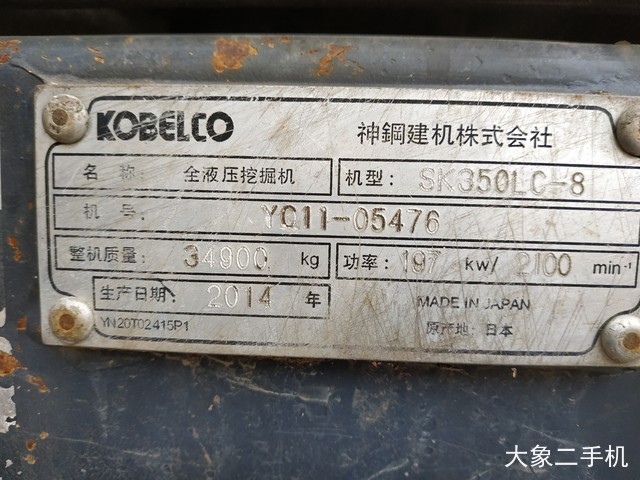 KOBELCO 神鋼建机株式会社
名 称: 全液压挖掘机 机型: SK350LC-8
机 号: YC11-05476
整机质量: 34900 kg 功率: 197 kw/ 2100 min⁻¹
生产日期: 2014 年 MADE IN JAPAN
YN20T02415P1 原产地: 日本
大象二手机